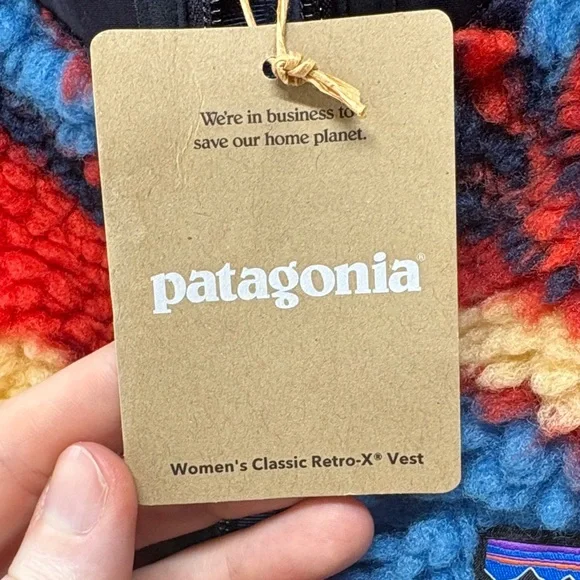 We're in business to
save our home planet.
patagonia®
Women's Classic Retro-X® Vest